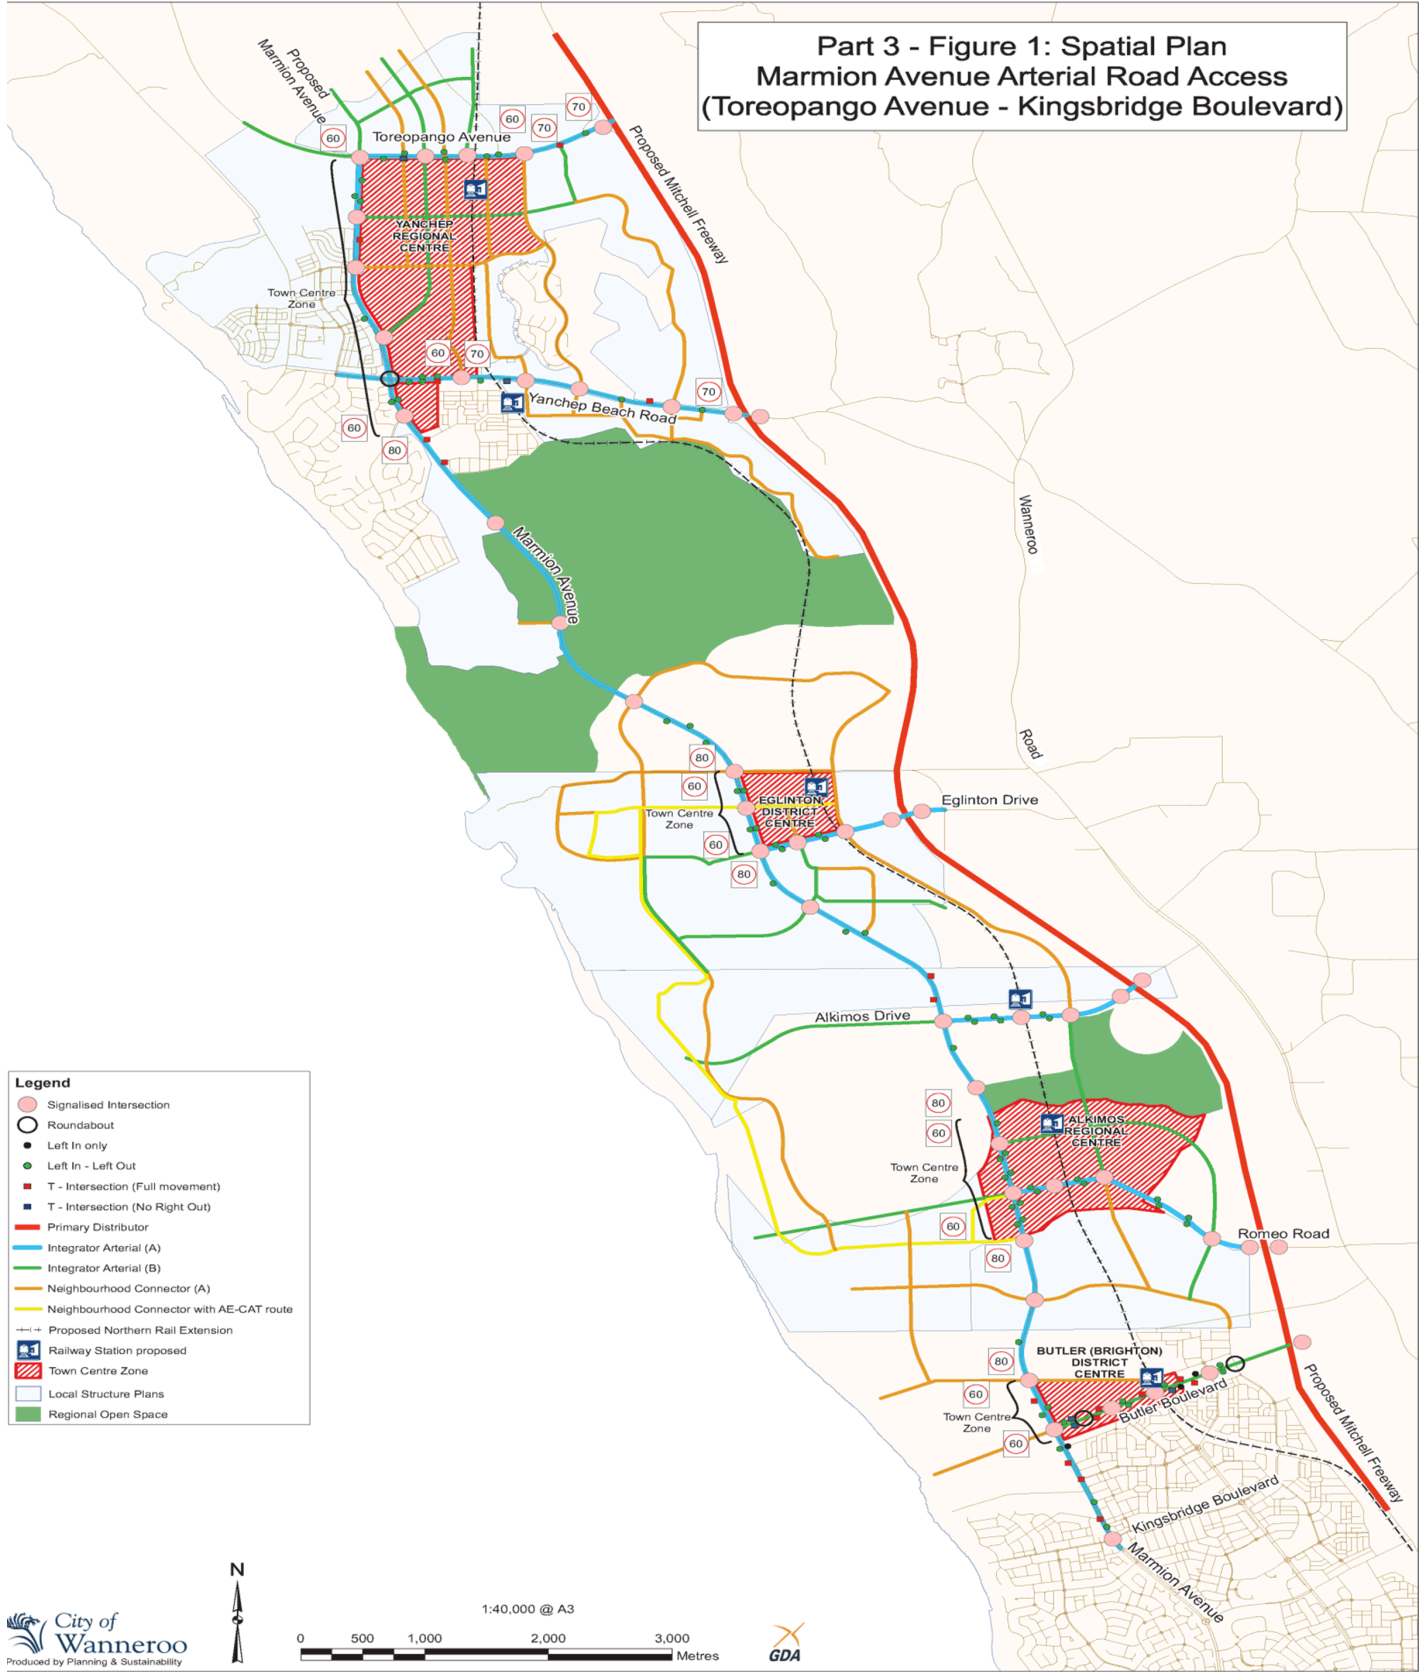 Part 3 - Figure 1: Spatial Plan
Marmion Avenue Arterial Road Access
(Toreopango Avenue - Kingsbridge Boulevard)
Proposed
Marmion Avenue
60
Toreopango Avenue
60
70
70
Proposed Mitchell Freeway
YANCHEP
REGIONAL
CENTRE
Town Centre
Zone
60
70
70
Yanchep Beach Road
60
80
Wanneroo
Marmion Avenue
Road
80
60
Town Centre
Zone
EGLINTON
DISTRICT
CENTRE
Eglinton Drive
60
80
Alkimos Drive
80
60
ALKIMOS
REGIONAL
CENTRE
Town Centre
Zone
60
80
Romeo Road
BUTLER (BRIGHTON)
DISTRICT
CENTRE
80
60
Town Centre
Zone
60
Butler Boulevard
Proposed Mitchell Freeway
Kingsbridge Boulevard
Marmion Avenue
Legend
Signalised Intersection
Roundabout
Left In only
Left In - Left Out
T - Intersection (Full movement)
T - Intersection (No Right Out)
Primary Distributor
Integrator Arterial (A)
Integrator Arterial (B)
Neighbourhood Connector (A)
Neighbourhood Connector with AE-CAT route
Proposed Northern Rail Extension
Railway Station proposed
Town Centre Zone
Local Structure Plans
Regional Open Space
City of
Wanneroo
Produced by Planning & Sustainability
N
1:40,000 @ A3
0 500 1,000 2,000 3,000
Metres
GDA